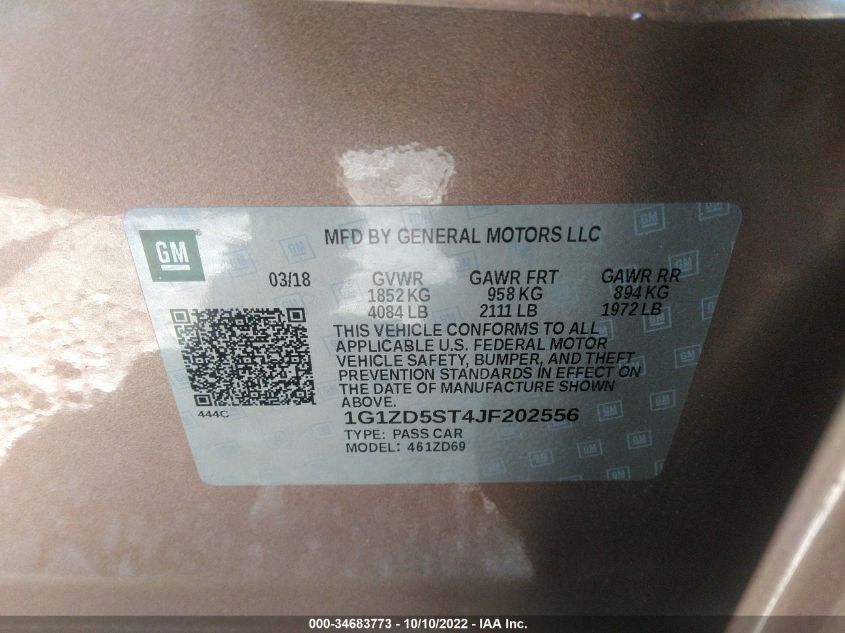 GM
MFD BY GENERAL MOTORS LLC
03/18 GVWR GAWR FRT GAWR RR
1852 KG 958 KG 894 KG
4084 LB 2111 LB 1972 LB
THIS VEHICLE CONFORMS TO ALL
APPLICABLE U.S. FEDERAL MOTOR
VEHICLE SAFETY, BUMPER, AND THEFT
PREVENTION STANDARDS IN EFFECT ON
THE DATE OF MANUFACTURE SHOWN
ABOVE.
444C
1G1ZD5ST4JF202556
TYPE: PASS CAR
MODEL: 461ZD69
000-34683773 - 10/10/2022 - IAA Inc.